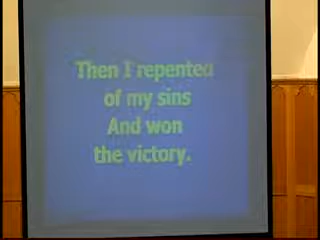 Then I repented
of my sins
And won
the victory.